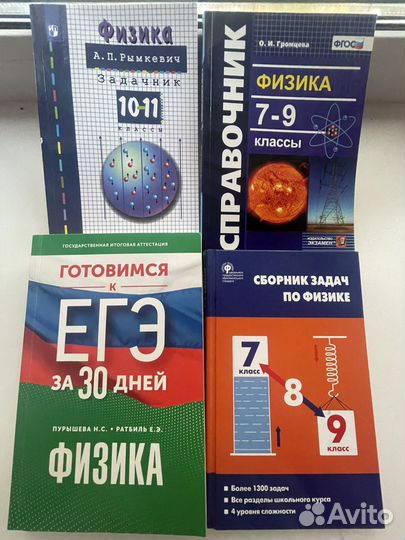 Физика
А.П.Рымкевич
Задачник
10-11
КЛАССЫ
СПРАВОЧНИК
О. И. Громцева
ФГОС
ФИЗИКА
7-9
классы
ИЗДАТЕЛЬСТВО
ЭКЗАМЕН
ГОСУДАРСТВЕННАЯ ИТОГОВАЯ АТТЕСТАЦИЯ
ГОТОВИМСЯ
К
ЕГЭ
ЗА 30 ДНЕЙ
ПУРЫШЕВА Н.С. • РАТБИЛЬ Е.Э.
ФИЗИКА
СБОРНИК ЗАДАЧ
ПО ФИЗИКЕ
7
класс
8
9
класс
Более 1300 задач
Все разделы школьного курса
4 уровня сложности
Avito